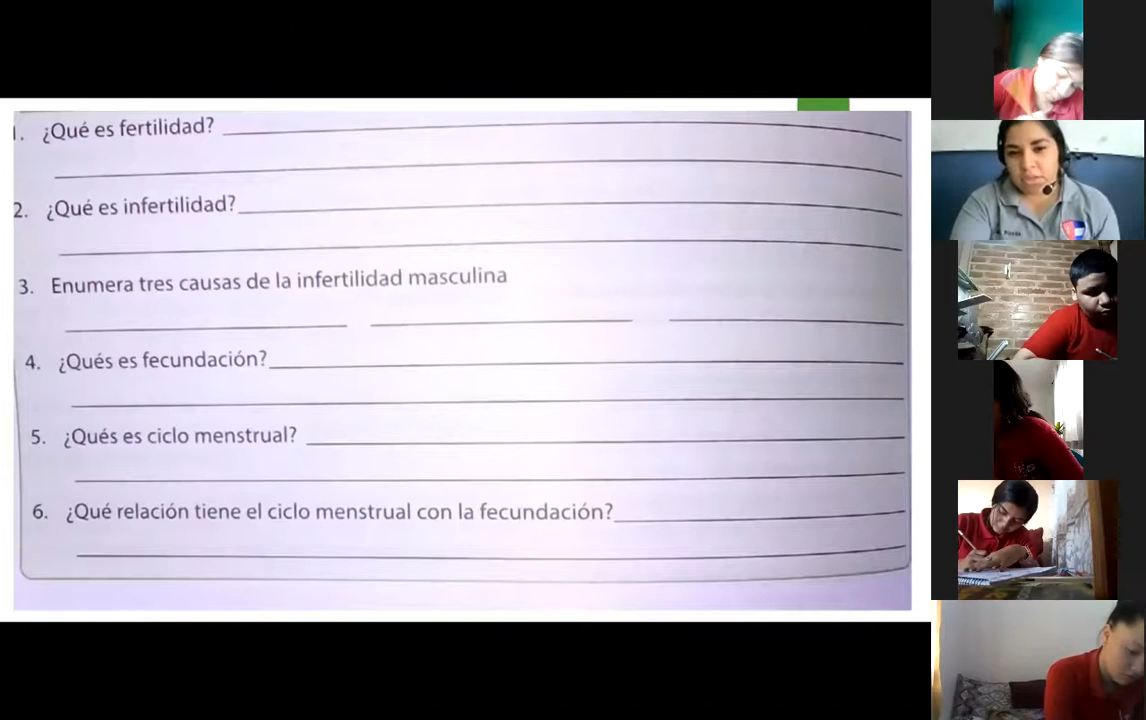 1. ¿Qué es fertilidad?
2. ¿Qué es infertilidad?
3. Enumera tres causas de la infertilidad masculina
4. ¿Qués es fecundación?
5. ¿Qués es ciclo menstrual?
6. ¿Qué relación tiene el ciclo menstrual con la fecundación?